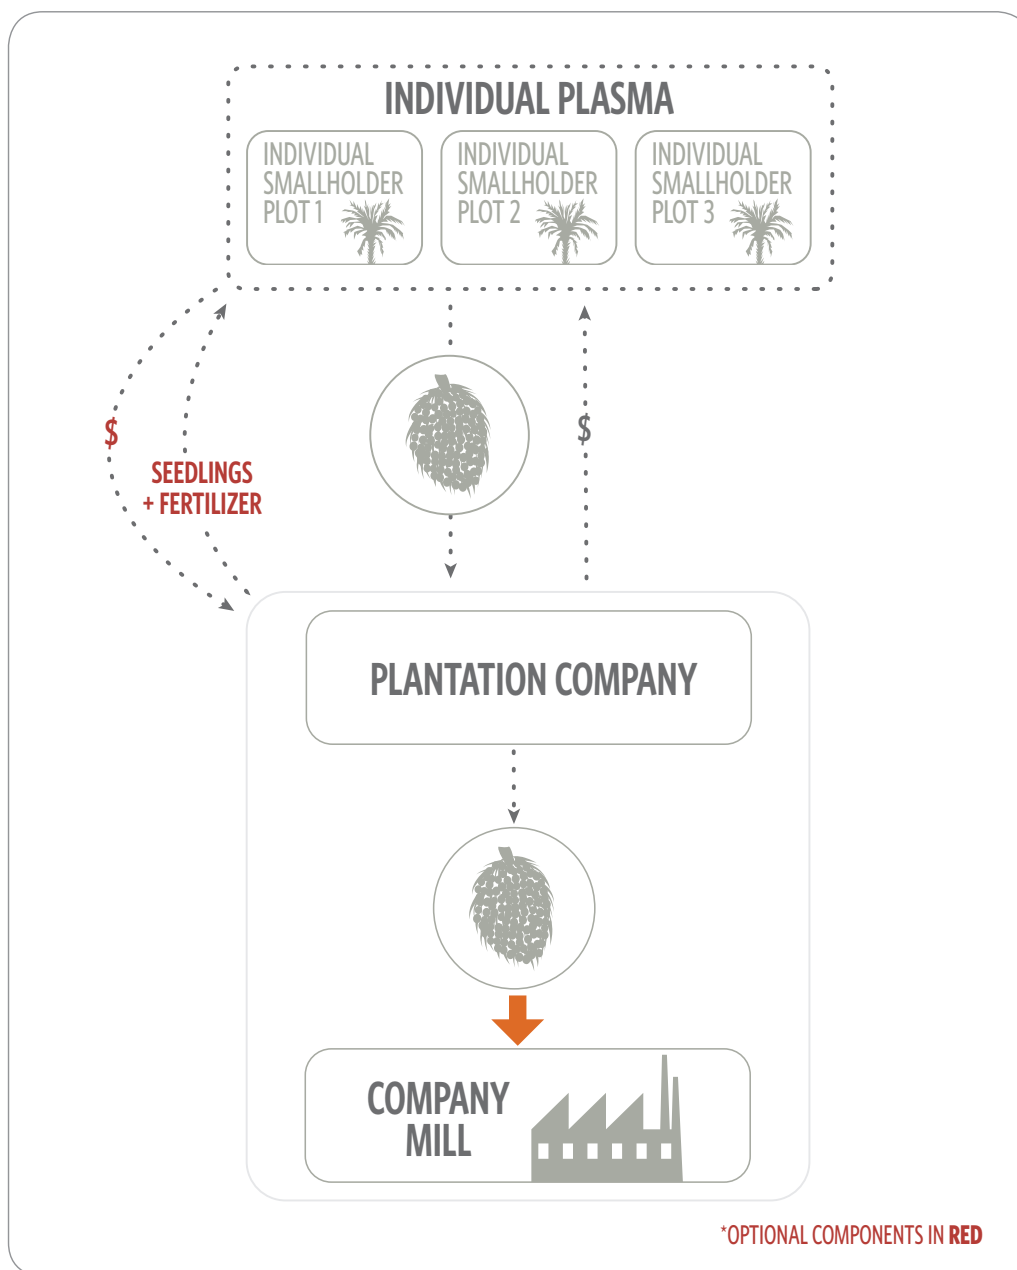 INDIVIDUAL PLASMA
INDIVIDUAL
SMALLHOLDER
PLOT 1
INDIVIDUAL
SMALLHOLDER
PLOT 2
INDIVIDUAL
SMALLHOLDER
PLOT 3
$
$
SEEDLINGS
+ FERTILIZER
PLANTATION COMPANY
COMPANY
MILL
*OPTIONAL COMPONENTS IN RED